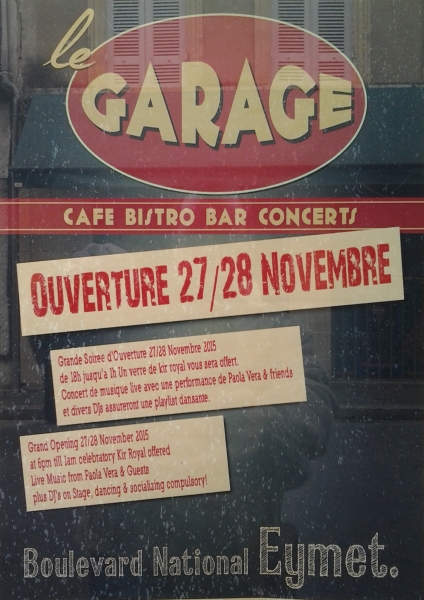 le
GARAGE
CAFE BISTRO BAR CONCERTS
OUVERTURE 27/28 NOVEMBRE
Grande Soiree d'Ouverture 27/28 Novembre 2015
de 18h jusqu'a 1h Un verre de kir royal vous sera offert.
Concert de musique live avec une performance de Paola Vera & friends
et divers DJs assureront une playlist dansante.
Grand Opening 27/28 November 2015
at 6pm till 1am celebratory Kir Royal offered
Live Music from Paola Vera & Guests
plus DJ's on Stage, dancing & socializing compulsory!
Boulevard National Eymet.